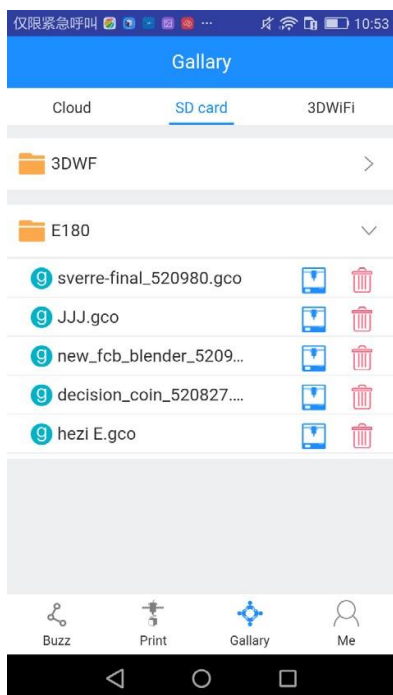 仅限紧急呼叫 ... 10:53
Gallary
Cloud SD card 3DWiFi
3DWF
E180
g sverre-final_520980.gco
g JJJ.gco
g new_fcb_blender_5209...
g decision_coin_520827....
g hezi E.gco
Buzz Print Gallary Me